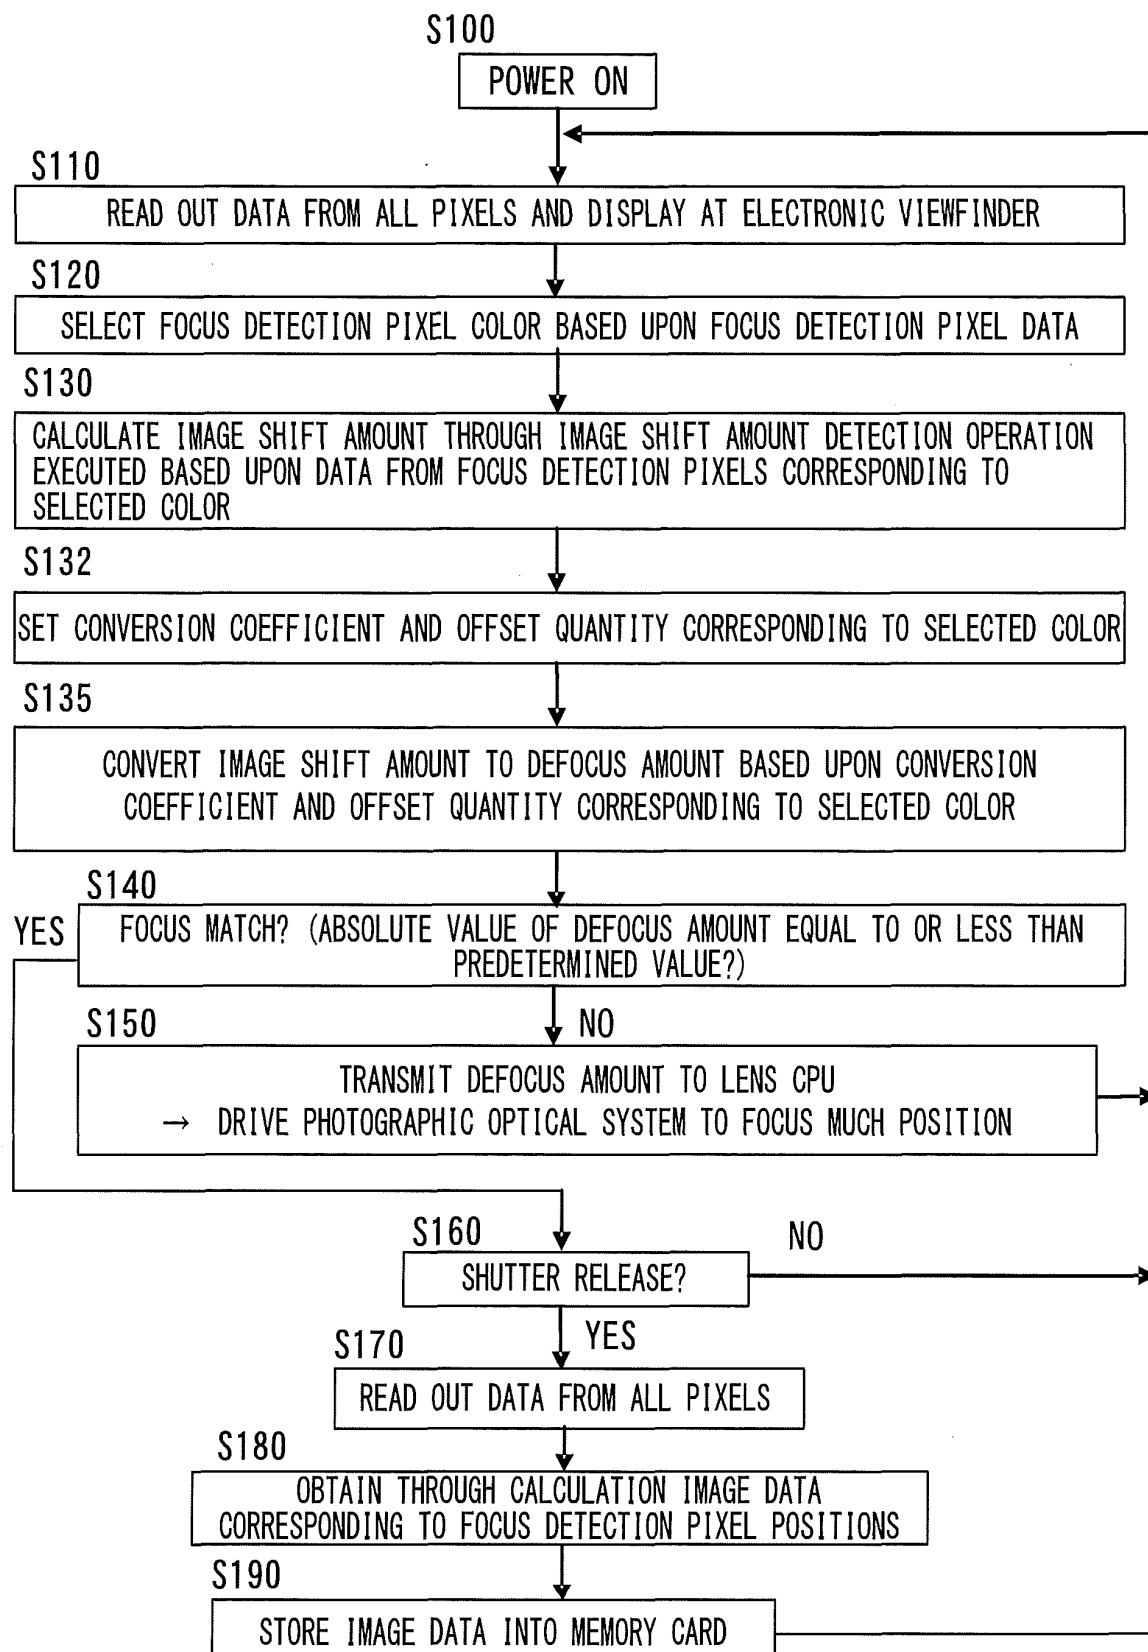 S100
POWER ON
S110
READ OUT DATA FROM ALL PIXELS AND DISPLAY AT ELECTRONIC VIEWFINDER
S120
SELECT FOCUS DETECTION PIXEL COLOR BASED UPON FOCUS DETECTION PIXEL DATA
S130
CALCULATE IMAGE SHIFT AMOUNT THROUGH IMAGE SHIFT AMOUNT DETECTION OPERATION
EXECUTED BASED UPON DATA FROM FOCUS DETECTION PIXELS CORRESPONDING TO
SELECTED COLOR
S132
SET CONVERSION COEFFICIENT AND OFFSET QUANTITY CORRESPONDING TO SELECTED COLOR
S135
CONVERT IMAGE SHIFT AMOUNT TO DEFOCUS AMOUNT BASED UPON CONVERSION
COEFFICIENT AND OFFSET QUANTITY CORRESPONDING TO SELECTED COLOR
S140
YES
FOCUS MATCH? (ABSOLUTE VALUE OF DEFOCUS AMOUNT EQUAL TO OR LESS THAN
PREDETERMINED VALUE?)
S150
NO
TRANSMIT DEFOCUS AMOUNT TO LENS CPU
→ DRIVE PHOTOGRAPHIC OPTICAL SYSTEM TO FOCUS MUCH POSITION
S160
NO
SHUTTER RELEASE?
YES
S170
READ OUT DATA FROM ALL PIXELS
S180
OBTAIN THROUGH CALCULATION IMAGE DATA
CORRESPONDING TO FOCUS DETECTION PIXEL POSITIONS
S190
STORE IMAGE DATA INTO MEMORY CARD